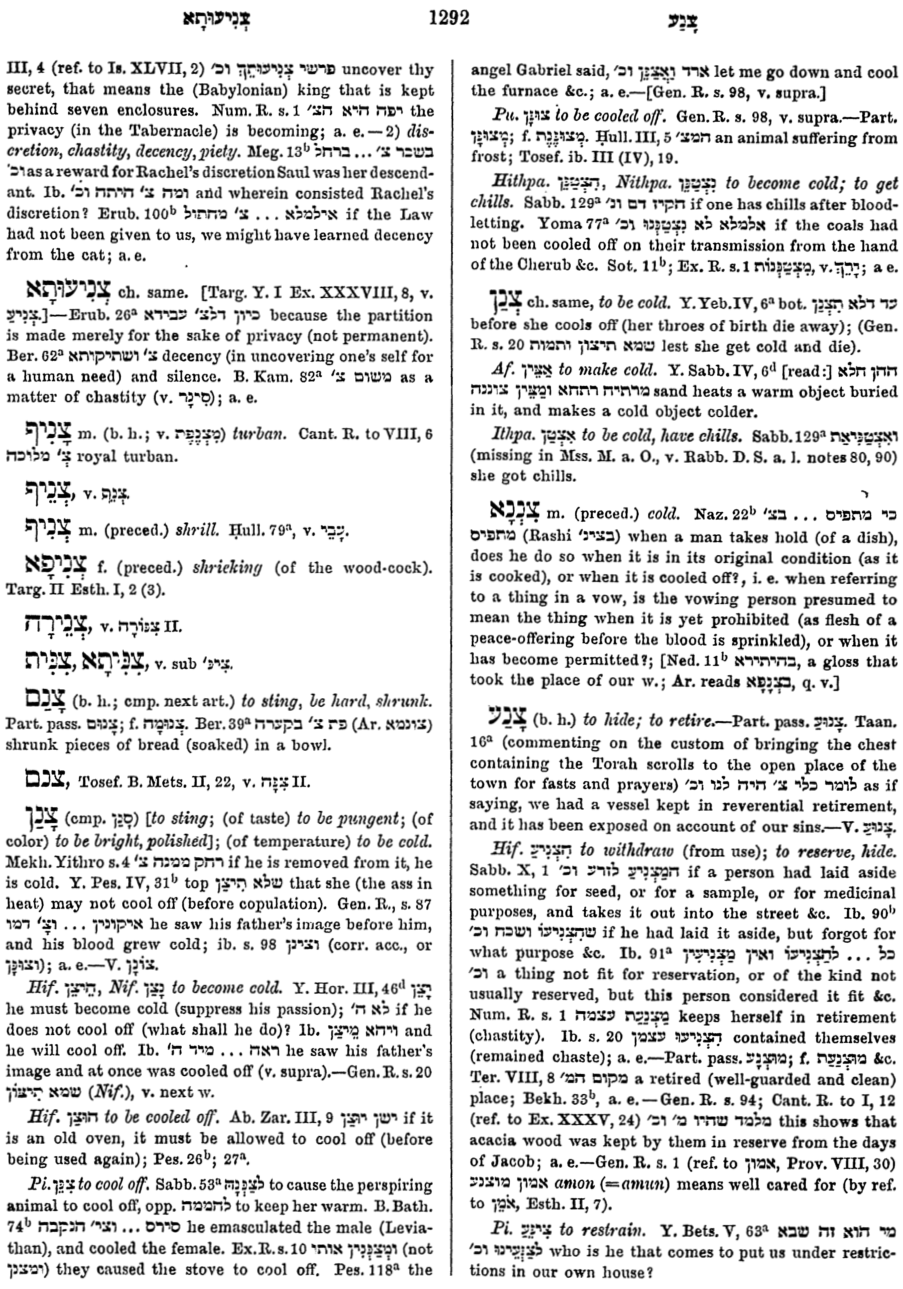 צְנִיעוּתָא
1292
צָנַע
III, 4 (ref. to Is. XLVII, 2) פרשי צְנִיעוּתֵךְ וכ׳ uncover thy
secret, that means the (Babylonian) king that is kept
behind seven enclosures. Num. R. s. 1 יפה היא הצ׳ the
privacy (in the Tabernacle) is becoming; a. e. — 2) dis-
cretion, chastity, decency, piety. Meg. 13ᵇ בשכר צ׳ ... ברחל
וכ׳ as a reward for Rachel's discretion Saul was her descend-
ant. Ib. ומה צ׳ היתה וכ׳ and wherein consisted Rachel's
discretion? Erub. 100ᵇ אילמלא ... צ׳ מחתול if the Law
had not been given to us, we might have learned decency
from the cat; a. e.
צְנִיעוּתָא ch. same. [Targ. Y. I Ex. XXXVIII, 8, v.
צְנִיעַ.]—Erub. 26ᵃ כיון דלצ׳ עבידא because the partition
is made merely for the sake of privacy (not permanent).
Ber. 62ᵃ צ׳ ושתיקותא decency (in uncovering one's self for
a human need) and silence. B. Kam. 82ᵃ משום צ׳ as a
matter of chastity (v. סִינָר); a. e.
צָנִיף m. (b. h.; v. מִצְנֶפֶת) turban. Cant. R. to VIII, 6
צ׳ מלוכה royal turban.
צְנֵיף, v. צְנֵף.
צָנִיף m. (preced.) shrill. Ḥull. 79ᵃ, v. עָבֵי.
צְנִיפָא f. (preced.) shrieking (of the wood-cock).
Targ. II Esth. I, 2 (3).
צְנֵירָה, v. צִנּוֹרָה II.
צִנִּיתָא, צִנִּית, v. sub צינ׳.
צָנַם (b. h.; cmp. next art.) to sting, be hard, shrunk.
Part. pass. צָנוּם; f. צְנוּמָה. Ber. 39ᵃ פת צ׳ בקערה (Ar. צונמא)
shrunk pieces of bread (soaked) in a bowl.
צנם, Tosef. B. Mets. II, 22, v. צִנָּה II.
צָנַן (cmp. סָנַן) [to sting; (of taste) to be pungent; (of
color) to be bright, polished]; (of temperature) to be cold.
Mekh. Yithro s. 4 רחק ממנה צ׳ if he is removed from it, he
is cold. Y. Pes. IV, 31ᵇ top שלא תֵיצַן that she (the ass in
heat) may not cool off (before copulation). Gen. R., s. 87
איקונין ... וצָ׳ דמו he saw his father's image before him,
and his blood grew cold; ib. s. 98 וצינן (corr. acc., or
וְצוּנַּן); a. e.—V. צוֹנֵן.
Hif. הֵיצֵן, Nif. נָצַן to become cold. Y. Hor. III, 46ᵈ יָצַן
he must become cold (suppress his passion); לא ה׳ if he
does not cool off (what shall he do)? Ib. ויהא מֵיצֵן and
he will cool off. Ib. ראה ... מיד ה׳ he saw his father's
image and at once was cooled off (v. supra).—Gen. R. s. 20
שמא תִיצּוֹן (Nif.), v. next w.
Hif. הוּצַן to be cooled off. Ab. Zar. III, 9 ישן יוּצַן if it
is an old oven, it must be allowed to cool off (before
being used again); Pes. 26ᵇ; 27ᵃ.
Pi. צִנֵּן to cool off. Sabb. 53ᵃ לְצַנְּנָהּ to cause the perspiring
animal to cool off, opp. לחממה to keep her warm. B. Bath.
74ᵇ סירס ... וצי׳ הנקבה he emasculated the male (Levia-
than), and cooled the female. Ex. R. s. 10 וּמְצַנְּנִין אותו (not
ומצנן) they caused the stove to cool off. Pes. 118ᵃ the
angel Gabriel said, ארד וַאֲצַנֵּן וכ׳ let me go down and cool
the furnace &c.; a. e.—[Gen. R. s. 98, v. supra.]
Pu. צוּנַּן to be cooled off. Gen. R. s. 98, v. supra.—Part.
מְצוּנָּן; f. מְצוּנֶּנֶת. Ḥull. III, 5 המצ׳ an animal suffering from
frost; Tosef. ib. III (IV), 19.
Hithpa. הִצְטַנֵּן, Nithpa. נִצְטַנֵּן to become cold; to get
chills. Sabb. 129ᵃ הקיז דם ונ׳ if one has chills after blood-
letting. Yoma 77ᵃ אלמלא לא נִצְטַנְּנוּ וכ׳ if the coals had
not been cooled off on their transmission from the hand
of the Cherub &c. Sot. 11ᵇ; Ex. R. s. 1 מִצְטַנְּנוֹת, v. יָרֵךְ; a e.
צְנַן ch. same, to be cold. Y. Yeb. IV, 6ᵃ bot. עד דלא תִצְנַן
before she cools off (her throes of birth die away); (Gen.
R. s. 20 שמא תיצון ותמות lest she get cold and die).
Af. אַצִּין to make cold. Y. Sabb. IV, 6ᵈ [read:] ההן חלא
מרתיח רתחא וּמַצִּין צוננה sand heats a warm object buried
in it, and makes a cold object colder.
Ithpa. אִצְטַנַּן to be cold, have chills. Sabb. 129ᵃ וְאִצְטַנְּיאַת
(missing in Mss. M. a. O., v. Rabb. D. S. a. l. notes 80, 90)
she got chills.
צְנָנָא m. (preced.) cold. Naz. 22ᵇ כי מתפיס ... בצ׳
מתפיס (Rashi בצינ׳) when a man takes hold (of a dish),
does he do so when it is in its original condition (as it
is cooked), or when it is cooled off?, i. e. when referring
to a thing in a vow, is the vowing person presumed to
mean the thing when it is yet prohibited (as flesh of a
peace-offering before the blood is sprinkled), or when it
has become permitted?; [Ned. 11ᵇ בהיתירא, a gloss that
took the place of our w.; Ar. reads בְצִנְפָא, q. v.]
צָנַע (b. h.) to hide; to retire.—Part. pass. צָנוּעַ. Taan.
16ᵃ (commenting on the custom of bringing the chest
containing the Torah scrolls to the open place of the
town for fasts and prayers) לומר כלי צ׳ היה לנו וכ׳ as if
saying, we had a vessel kept in reverential retirement,
and it has been exposed on account of our sins.—V. צָנוּעַ.
Hif. הִצְנִיעַ to withdraw (from use); to reserve, hide.
Sabb. X, 1 הַמַּצְנִיעַ לזרע וכ׳ if a person had laid aside
something for seed, or for a sample, or for medicinal
purposes, and takes it out into the street &c. Ib. 90ᵇ
שהִצְנִיעוֹ ושכח וכ׳ if he had laid it aside, but forgot for
what purpose &c. Ib. 91ᵃ כל ... לְהַצְנִיעוֹ ואין מַצְנִיעִין
וכ׳ a thing not fit for reservation, or of the kind not
usually reserved, but this person considered it fit &c.
Num. R. s. 1 מַצְנַעַת עצמה keeps herself in retirement
(chastity). Ib. s. 20 הִצְנִיעוּ עצמן contained themselves
(remained chaste); a. e.—Part. pass. מוּצְנָע; f. מוּצְנַעַת &c.
Ter. VIII, 8 מקום המ׳ a retired (well-guarded and clean)
place; Bekh. 33ᵇ, a. e.—Gen. R. s. 94; Cant. R. to I, 12
(ref. to Ex. XXXV, 24) מלמד שהיו מ׳ וכ׳ this shows that
acacia wood was kept by them in reserve from the days
of Jacob; a. e.—Gen. R. s. 1 (ref. to אמון, Prov. VIII, 30)
אמון מוצנע amon (=amun) means well cared for (by ref.
to אֹמֵן, Esth. II, 7).
Pi. צִינֵּעַ to restrain. Y. Bets. V, 63ᵃ מי הוא זה שבא
לְצַנְּעֵינוּ וכ׳ who is he that comes to put us under restric-
tions in our own house?